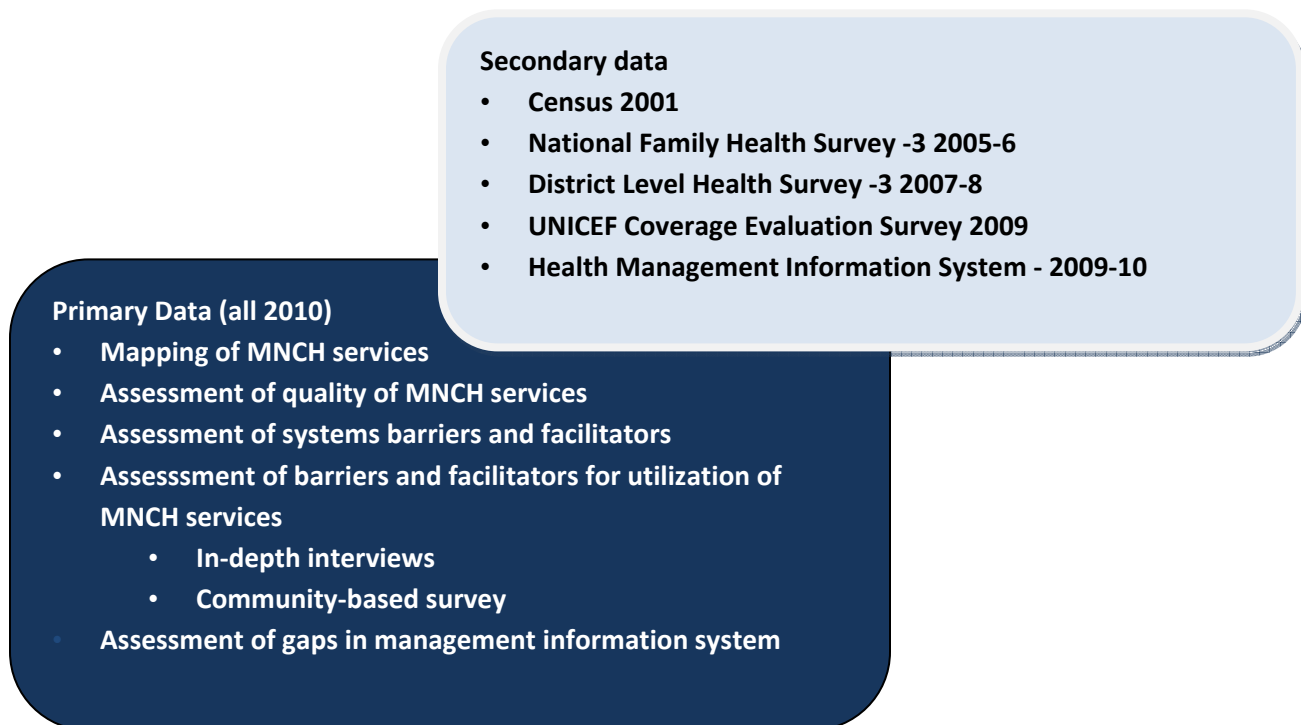 Secondary data
• Census 2001
• National Family Health Survey -3 2005-6
• District Level Health Survey -3 2007-8
• UNICEF Coverage Evaluation Survey 2009
• Health Management Information System - 2009-10
Primary Data (all 2010)
• Mapping of MNCH services
• Assessment of quality of MNCH services
• Assessment of systems barriers and facilitators
• Assesssment of barriers and facilitators for utilization of
MNCH services
• In-depth interviews
• Community-based survey
• Assessment of gaps in management information system